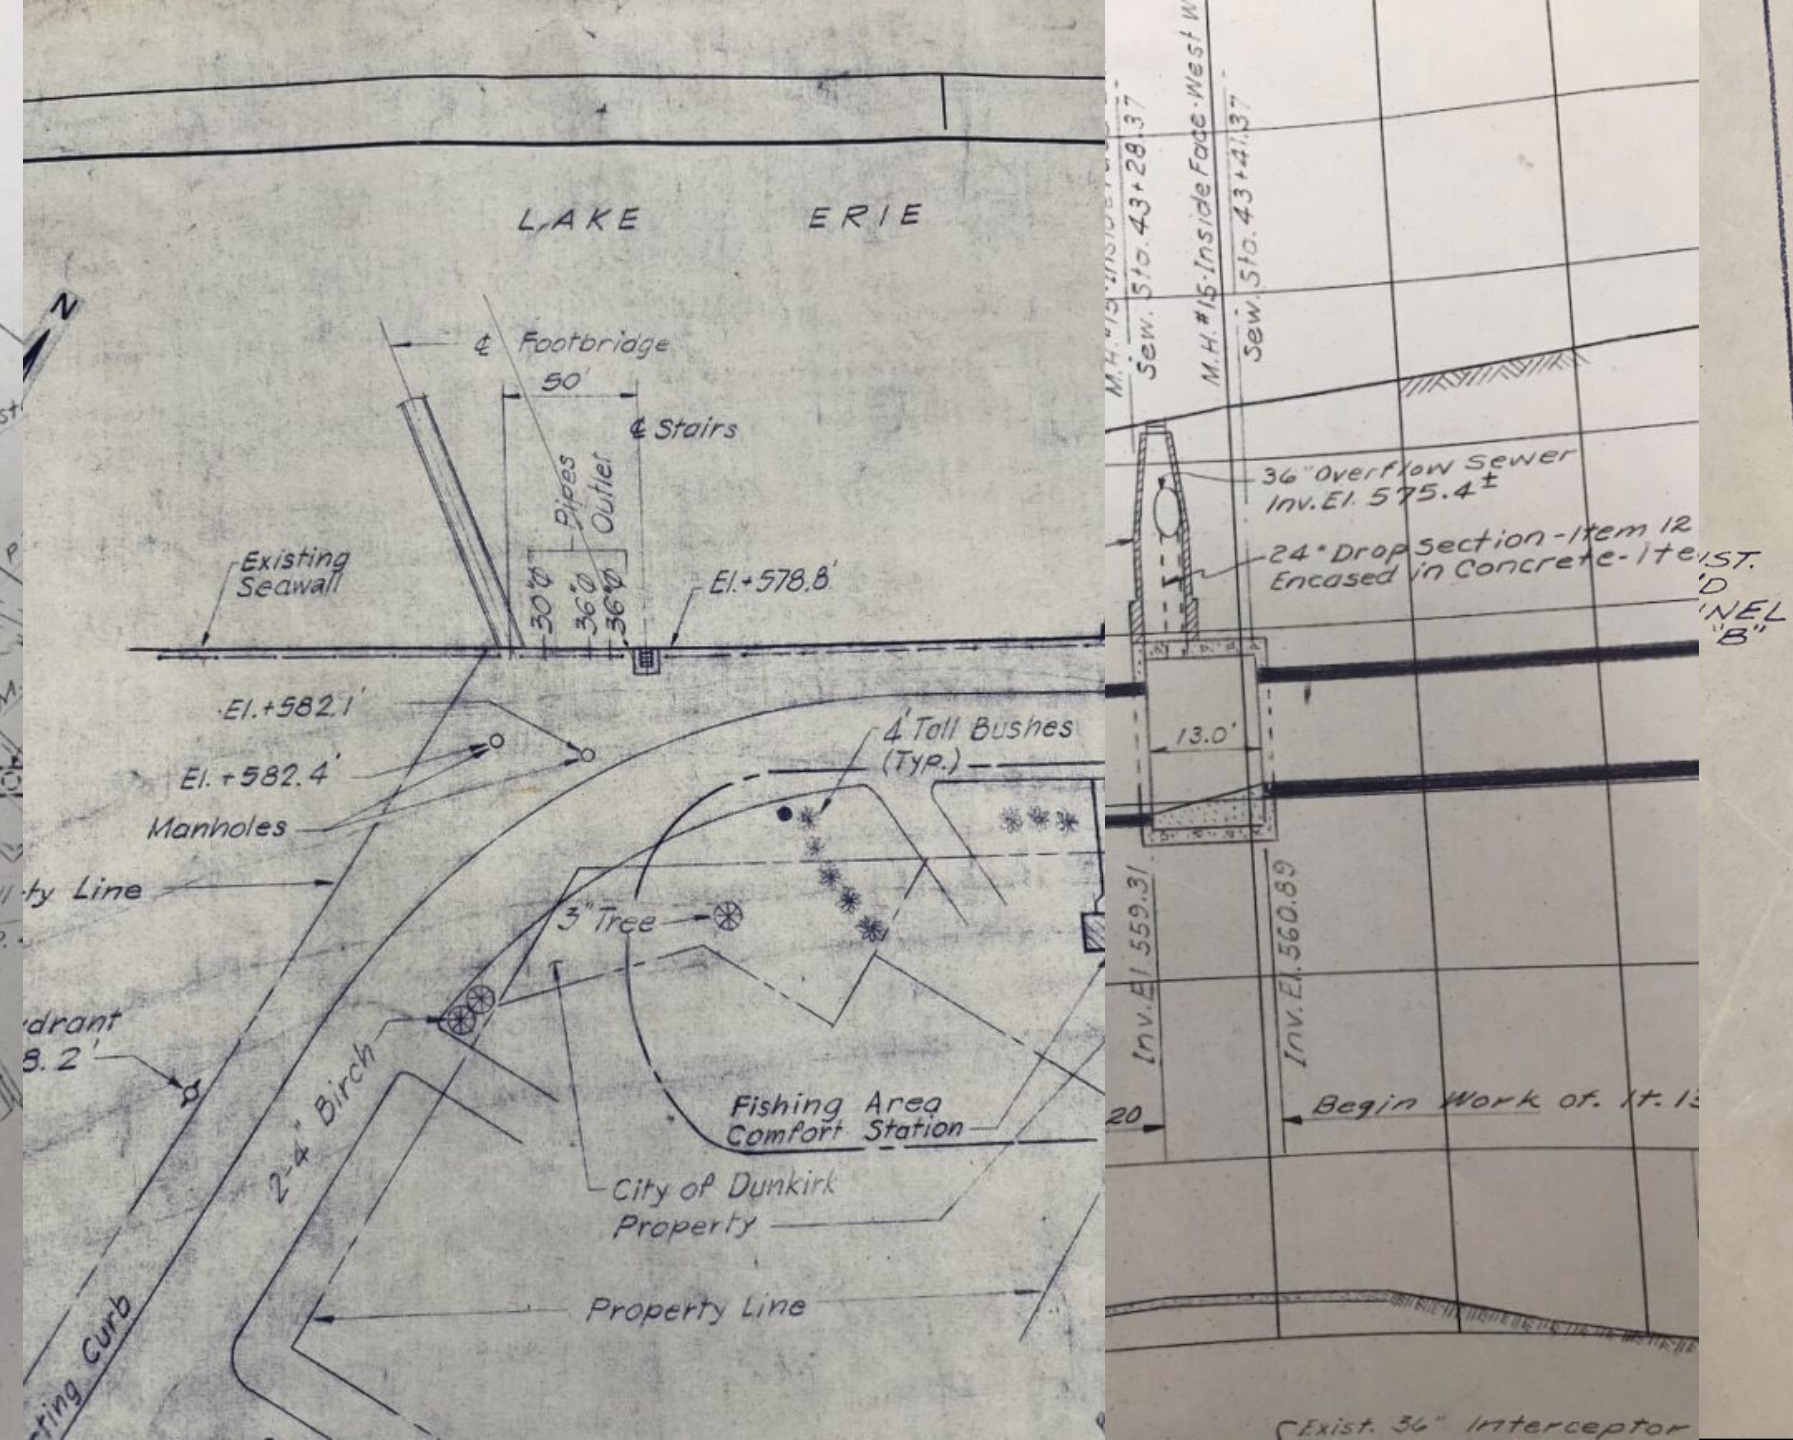 LAKE ERIE
N
℄ Footbridge
50'
℄ Stairs
Pipes
Outlet
30"Ø
36"Ø
36"Ø
Existing
Seawall
El.+578.8'
El.+582.1'
El.+582.4'
Manholes
4' Tall Bushes
(Typ.)
ty Line
3" Tree
drant
8.2'
2-4" Birch
Fishing Area
Comfort Station
City of Dunkirk
Property
Property Line
sting Curb
Sew. Sta. 43+28.37
M.H.#15-Inside Face-West W
Sew. Sta. 43+41.37
36" Overflow Sewer
Inv. El. 575.4±
24" Drop Section-Item 12
Encased in Concrete-Ite
13.0'
Inv. El 559.31
Inv. El. 560.89
20
Begin Work of. It. 13
Exist. 36" Interceptor
IST.
D
NEL
"B"